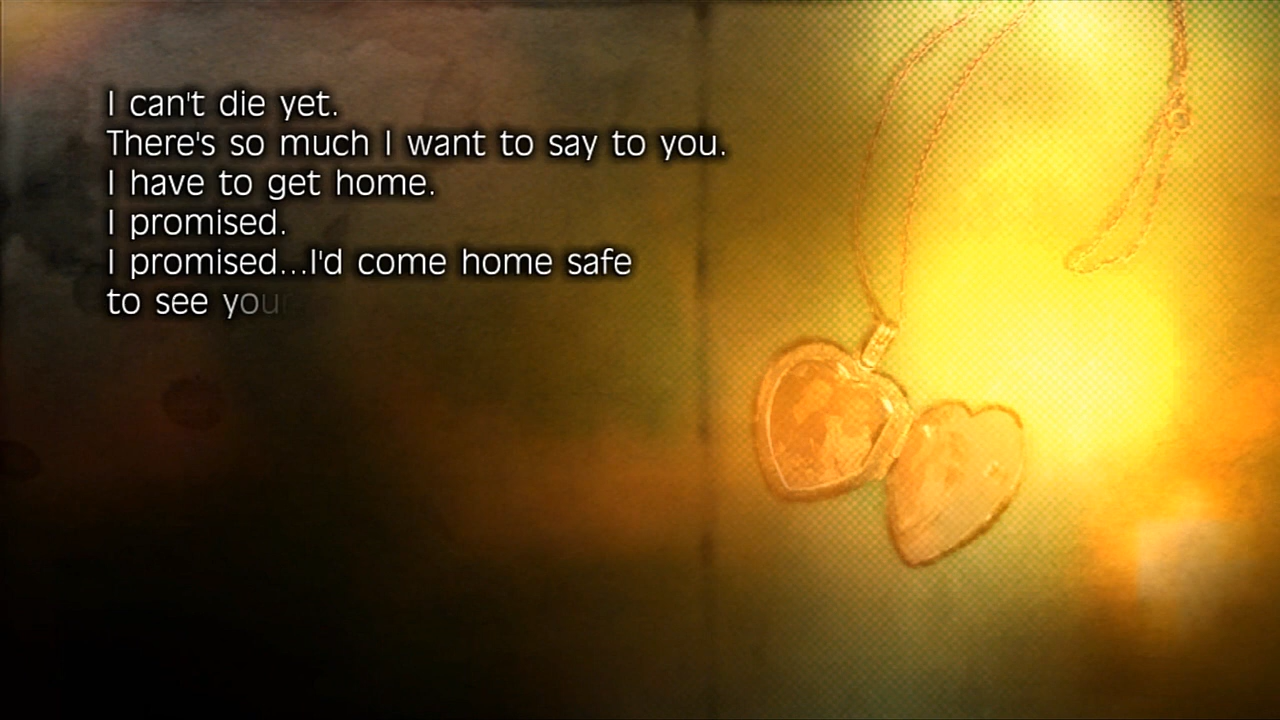 I can't die yet.
There's so much I want to say to you.
I have to get home.
I promised.
I promised...I'd come home safe
to see your